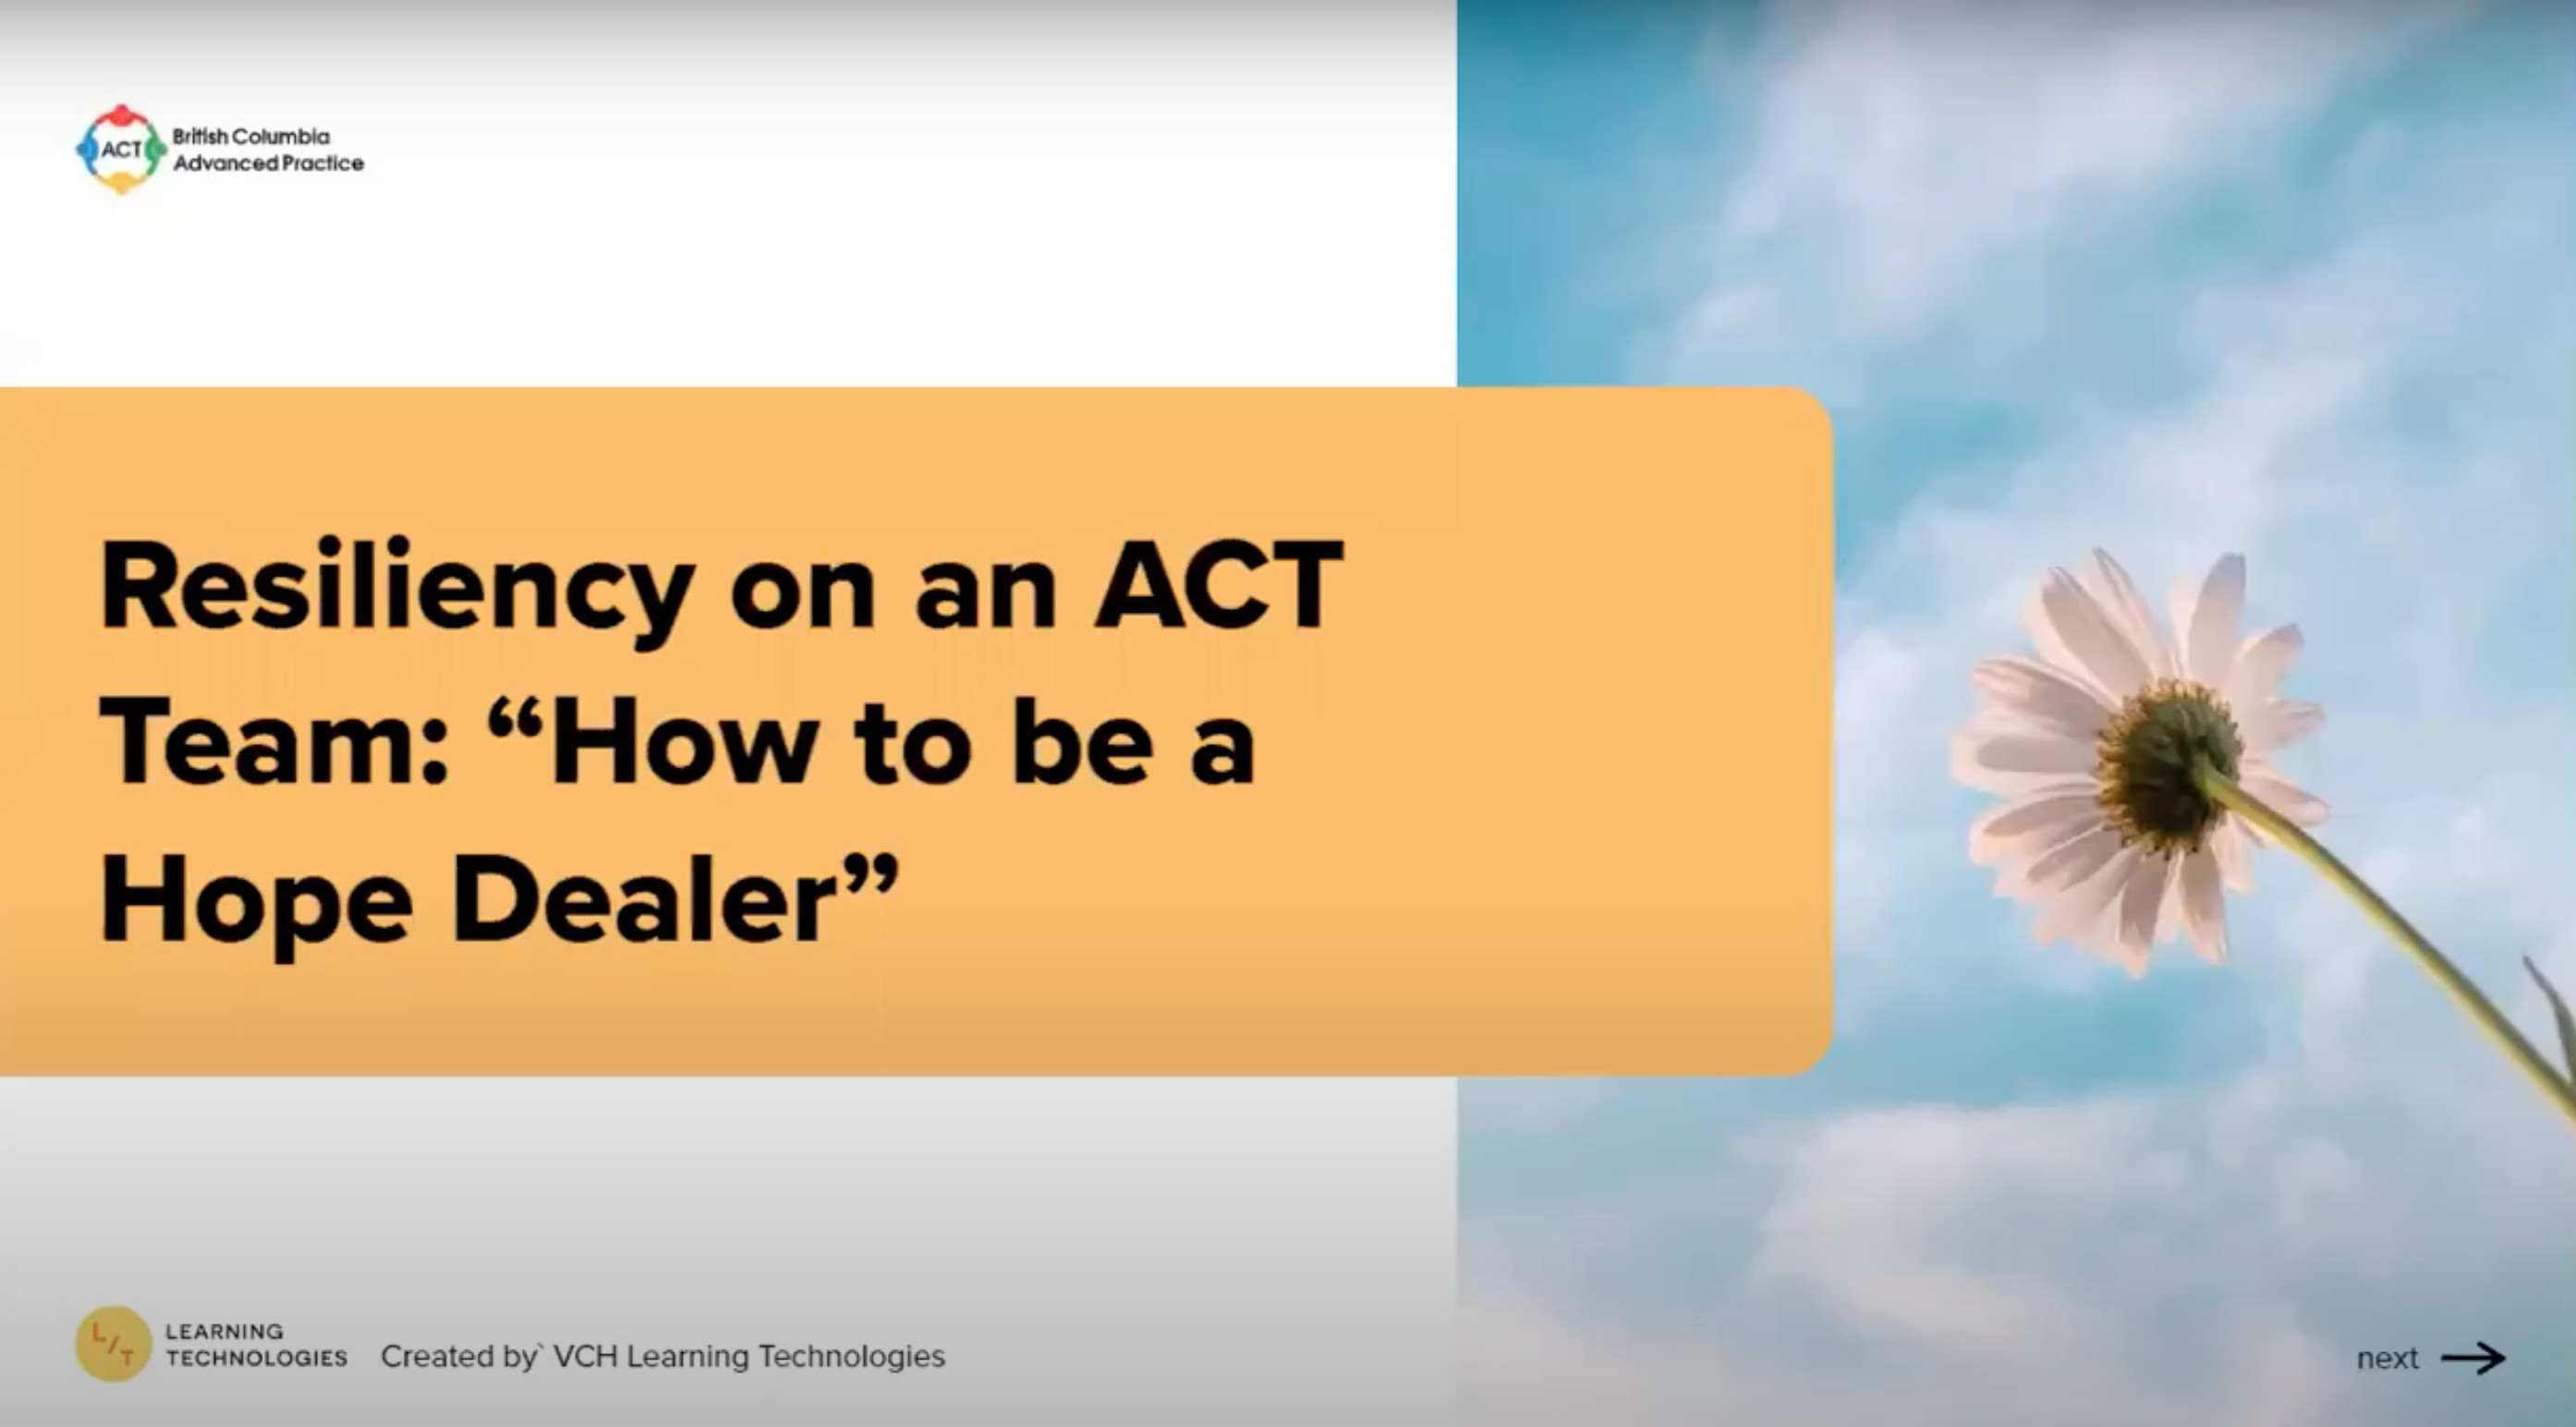 ACT
British Columbia
Advanced Practice
Resiliency on an ACT
Team: “How to be a
Hope Dealer”
L/T
LEARNING
TECHNOLOGIES
Created by` VCH Learning Technologies
next →